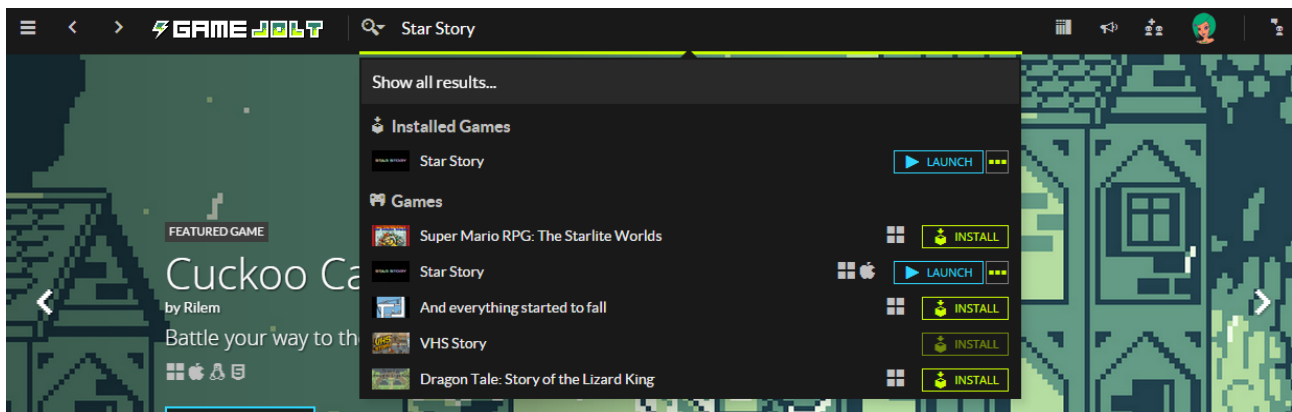 GAME JOLT
Star Story
Show all results...
Installed Games
Star Story
LAUNCH
Games
Super Mario RPG: The Starlite Worlds
INSTALL
Star Story
LAUNCH
And everything started to fall
INSTALL
VHS Story
INSTALL
Dragon Tale: Story of the Lizard King
INSTALL
FEATURED GAME
Cuckoo Ca
by Rilem
Battle your way to th